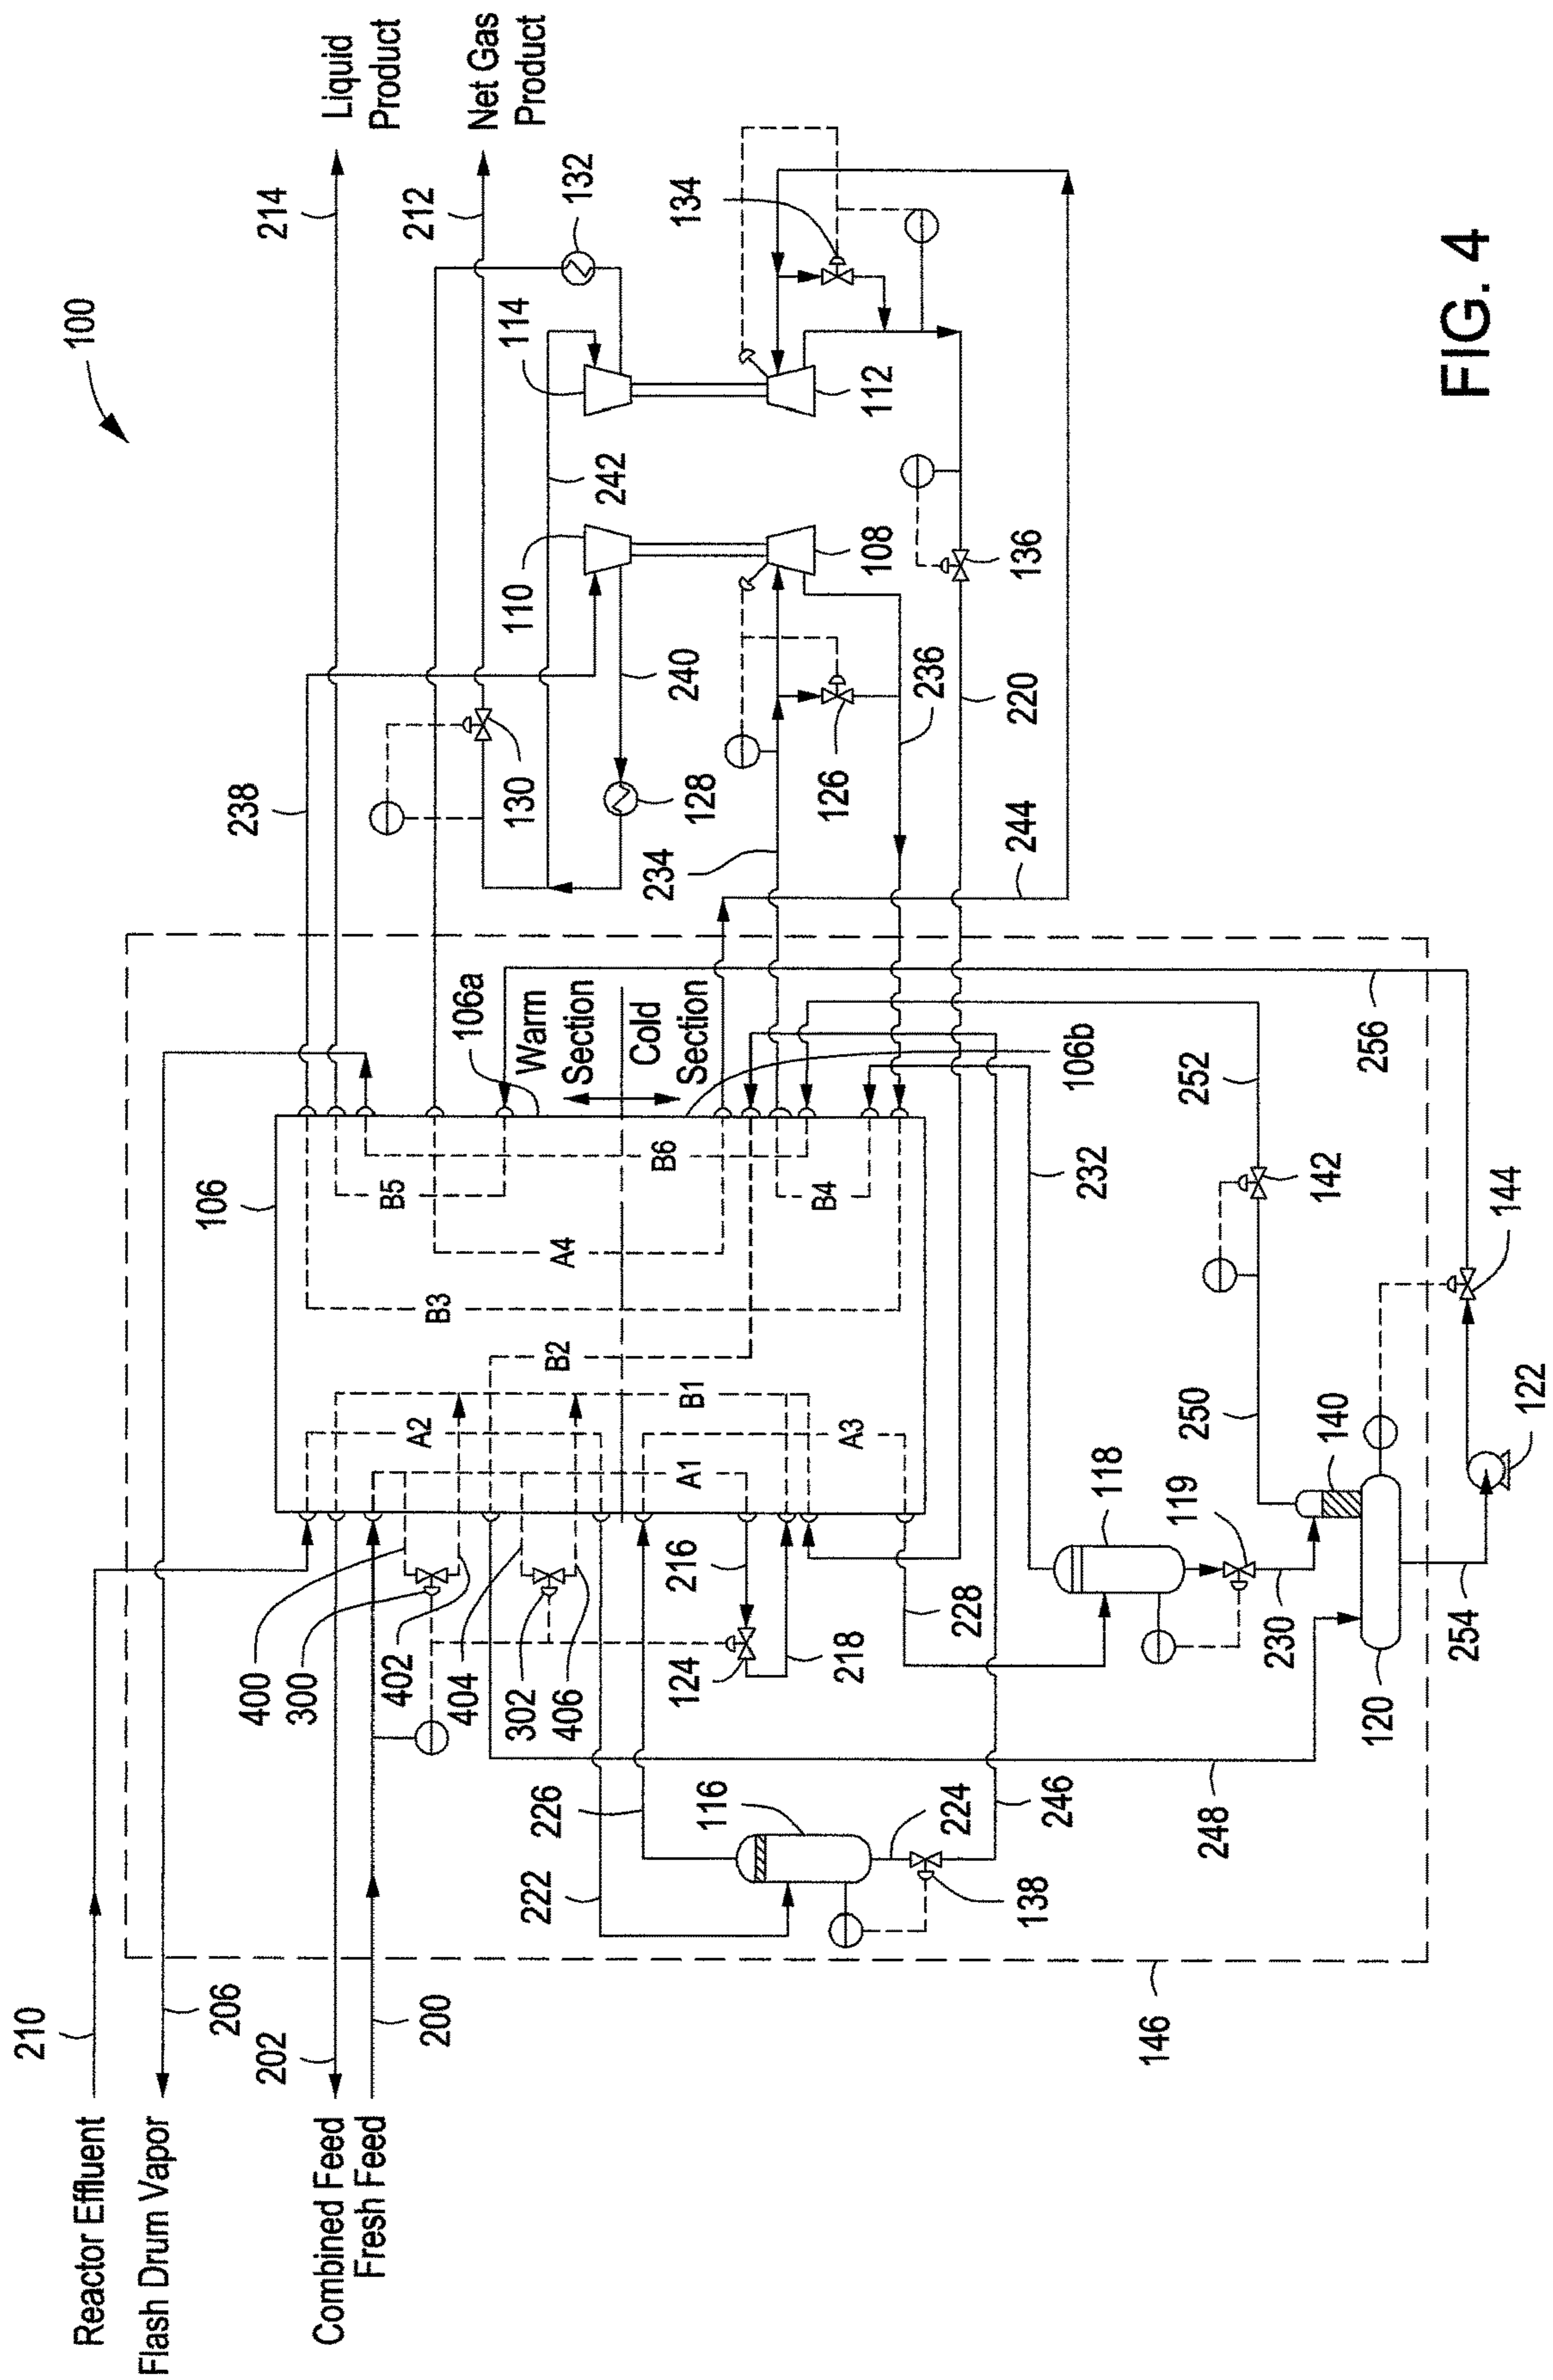 100
214
Liquid
Product
212
Net Gas
Product
132
114
134
238
110
242
130
240
128
108
112
234
126
236
136
220
244
210
206
202
200
Reactor Effluent
Flash Drum Vapor
Combined Feed
Fresh Feed
106
106a
Warm
Section
Cold
Section
106b
B5
B6
A4
B4
B3
B2
A2
B1
A1
A3
400
300
402
404
302
406
216
124
218
228
222
226
116
224
138
246
248
118
119
230
232
252
142
250
140
256
144
122
120
254
146
FIG. 4